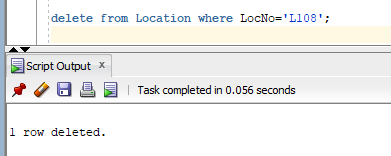 delete from Location where LocNo='L108';
Script Output x
Task completed in 0.056 seconds
1 row deleted.